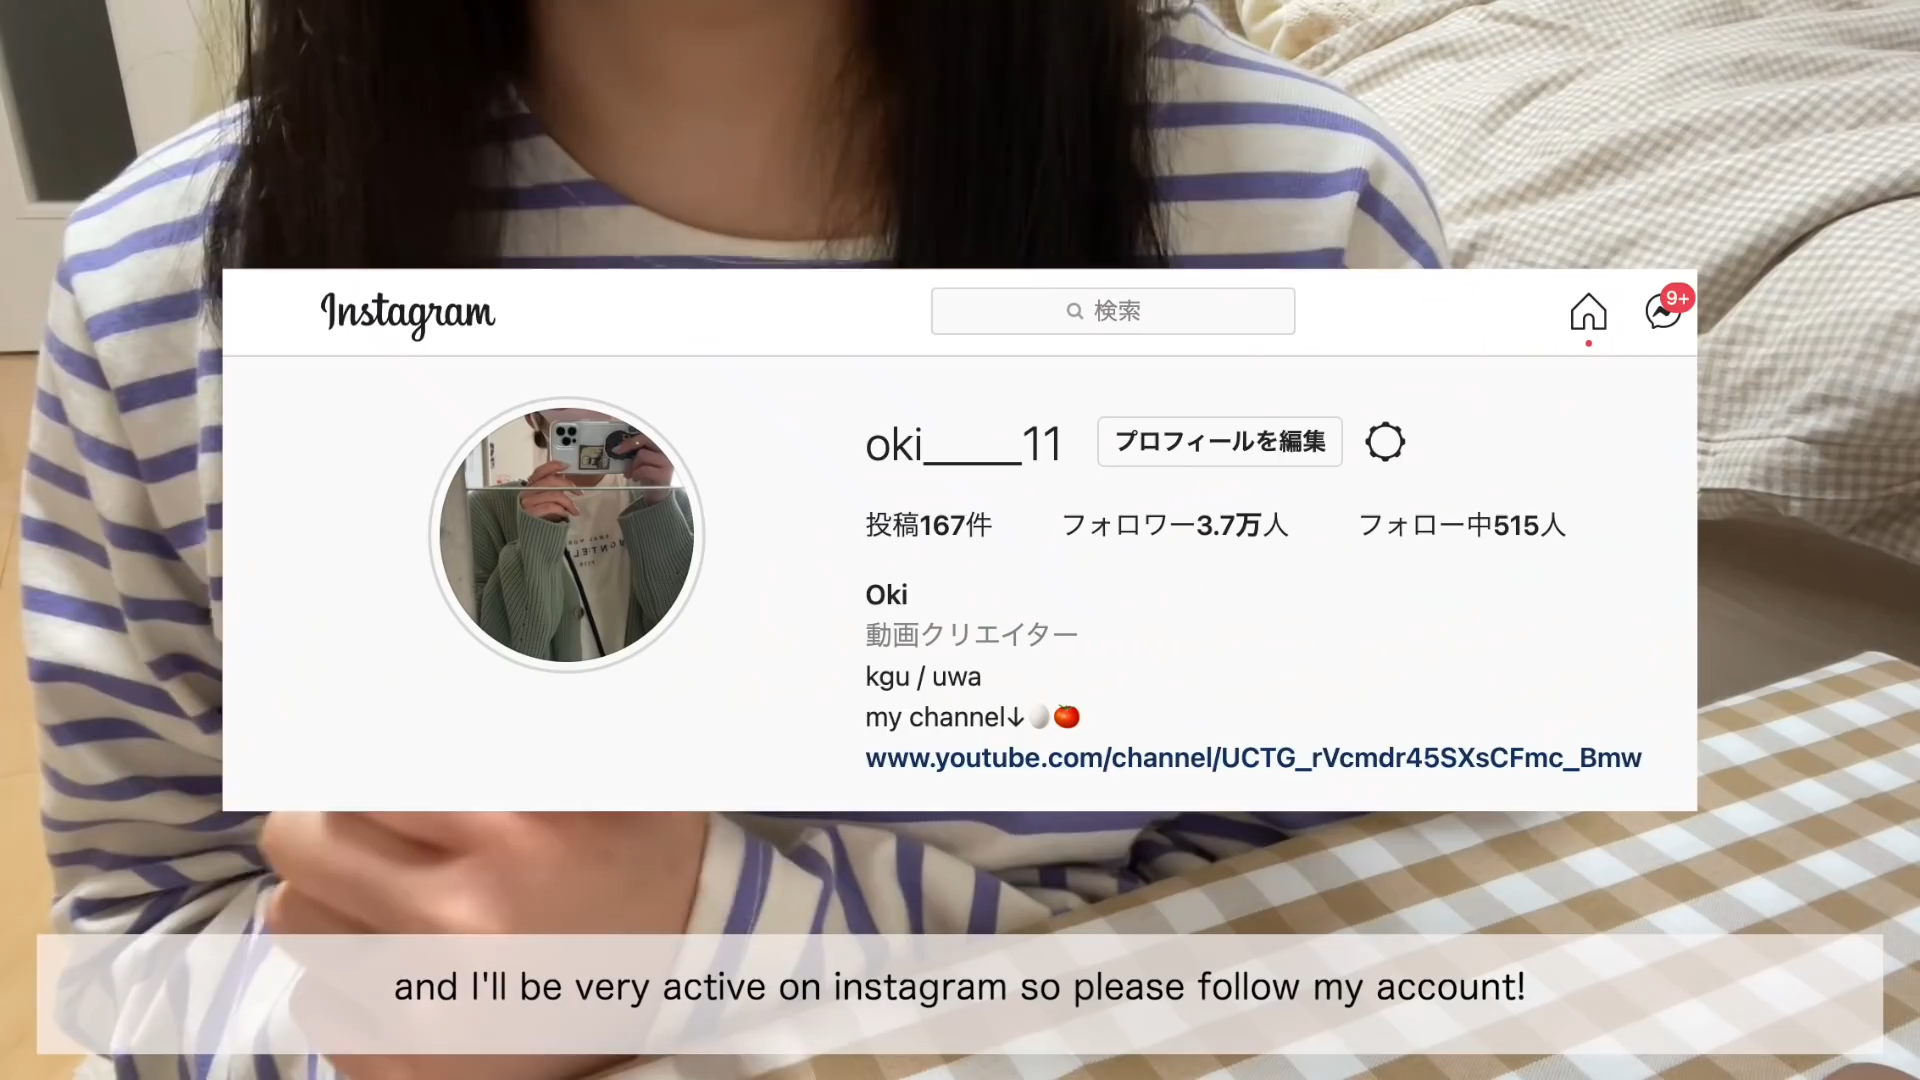 Instagram
検索
9+
oki_____11 プロフィールを編集
投稿167件 フォロワー3.7万人 フォロー中515人
Oki
動画クリエイター
kgu / uwa
my channel↓🥚🍅
www.youtube.com/channel/UCTG_rVcmdr45SXsCFmc_Bmw
and I'll be very active on instagram so please follow my account!